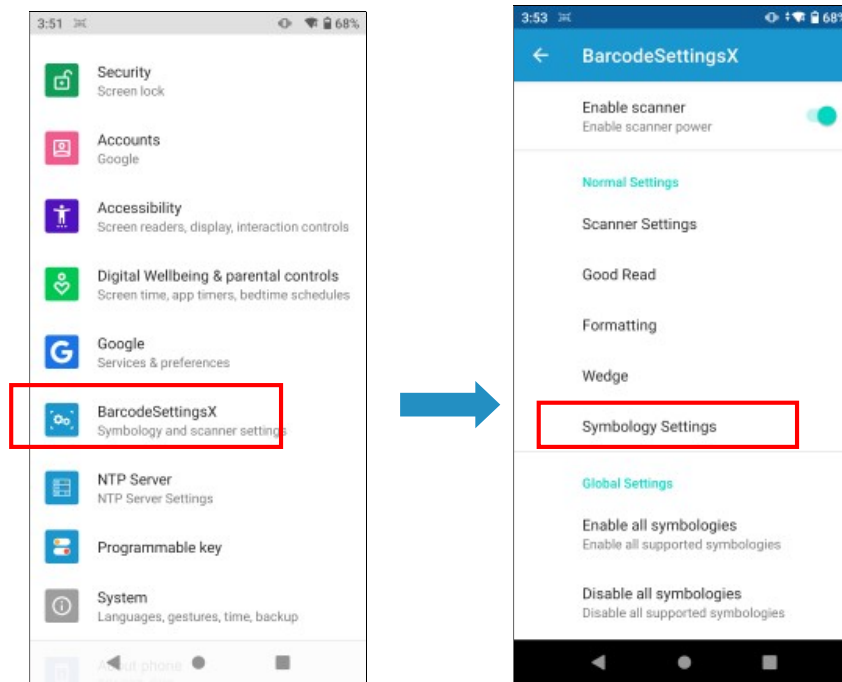 3:51 68%
Security
Screen lock
Accounts
Google
Accessibility
Screen readers, display, interaction controls
Digital Wellbeing & parental controls
Screen time, app timers, bedtime schedules
Google
Services & preferences
BarcodeSettingsX
Symbology and scanner settings
NTP Server
NTP Server Settings
Programmable key
System
Languages, gestures, time, backup
About phone
3:53 68%
BarcodeSettingsX
Enable scanner
Enable scanner power
Normal Settings
Scanner Settings
Good Read
Formatting
Wedge
Symbology Settings
Global Settings
Enable all symbologies
Enable all supported symbologies
Disable all symbologies
Disable all supported symbologies